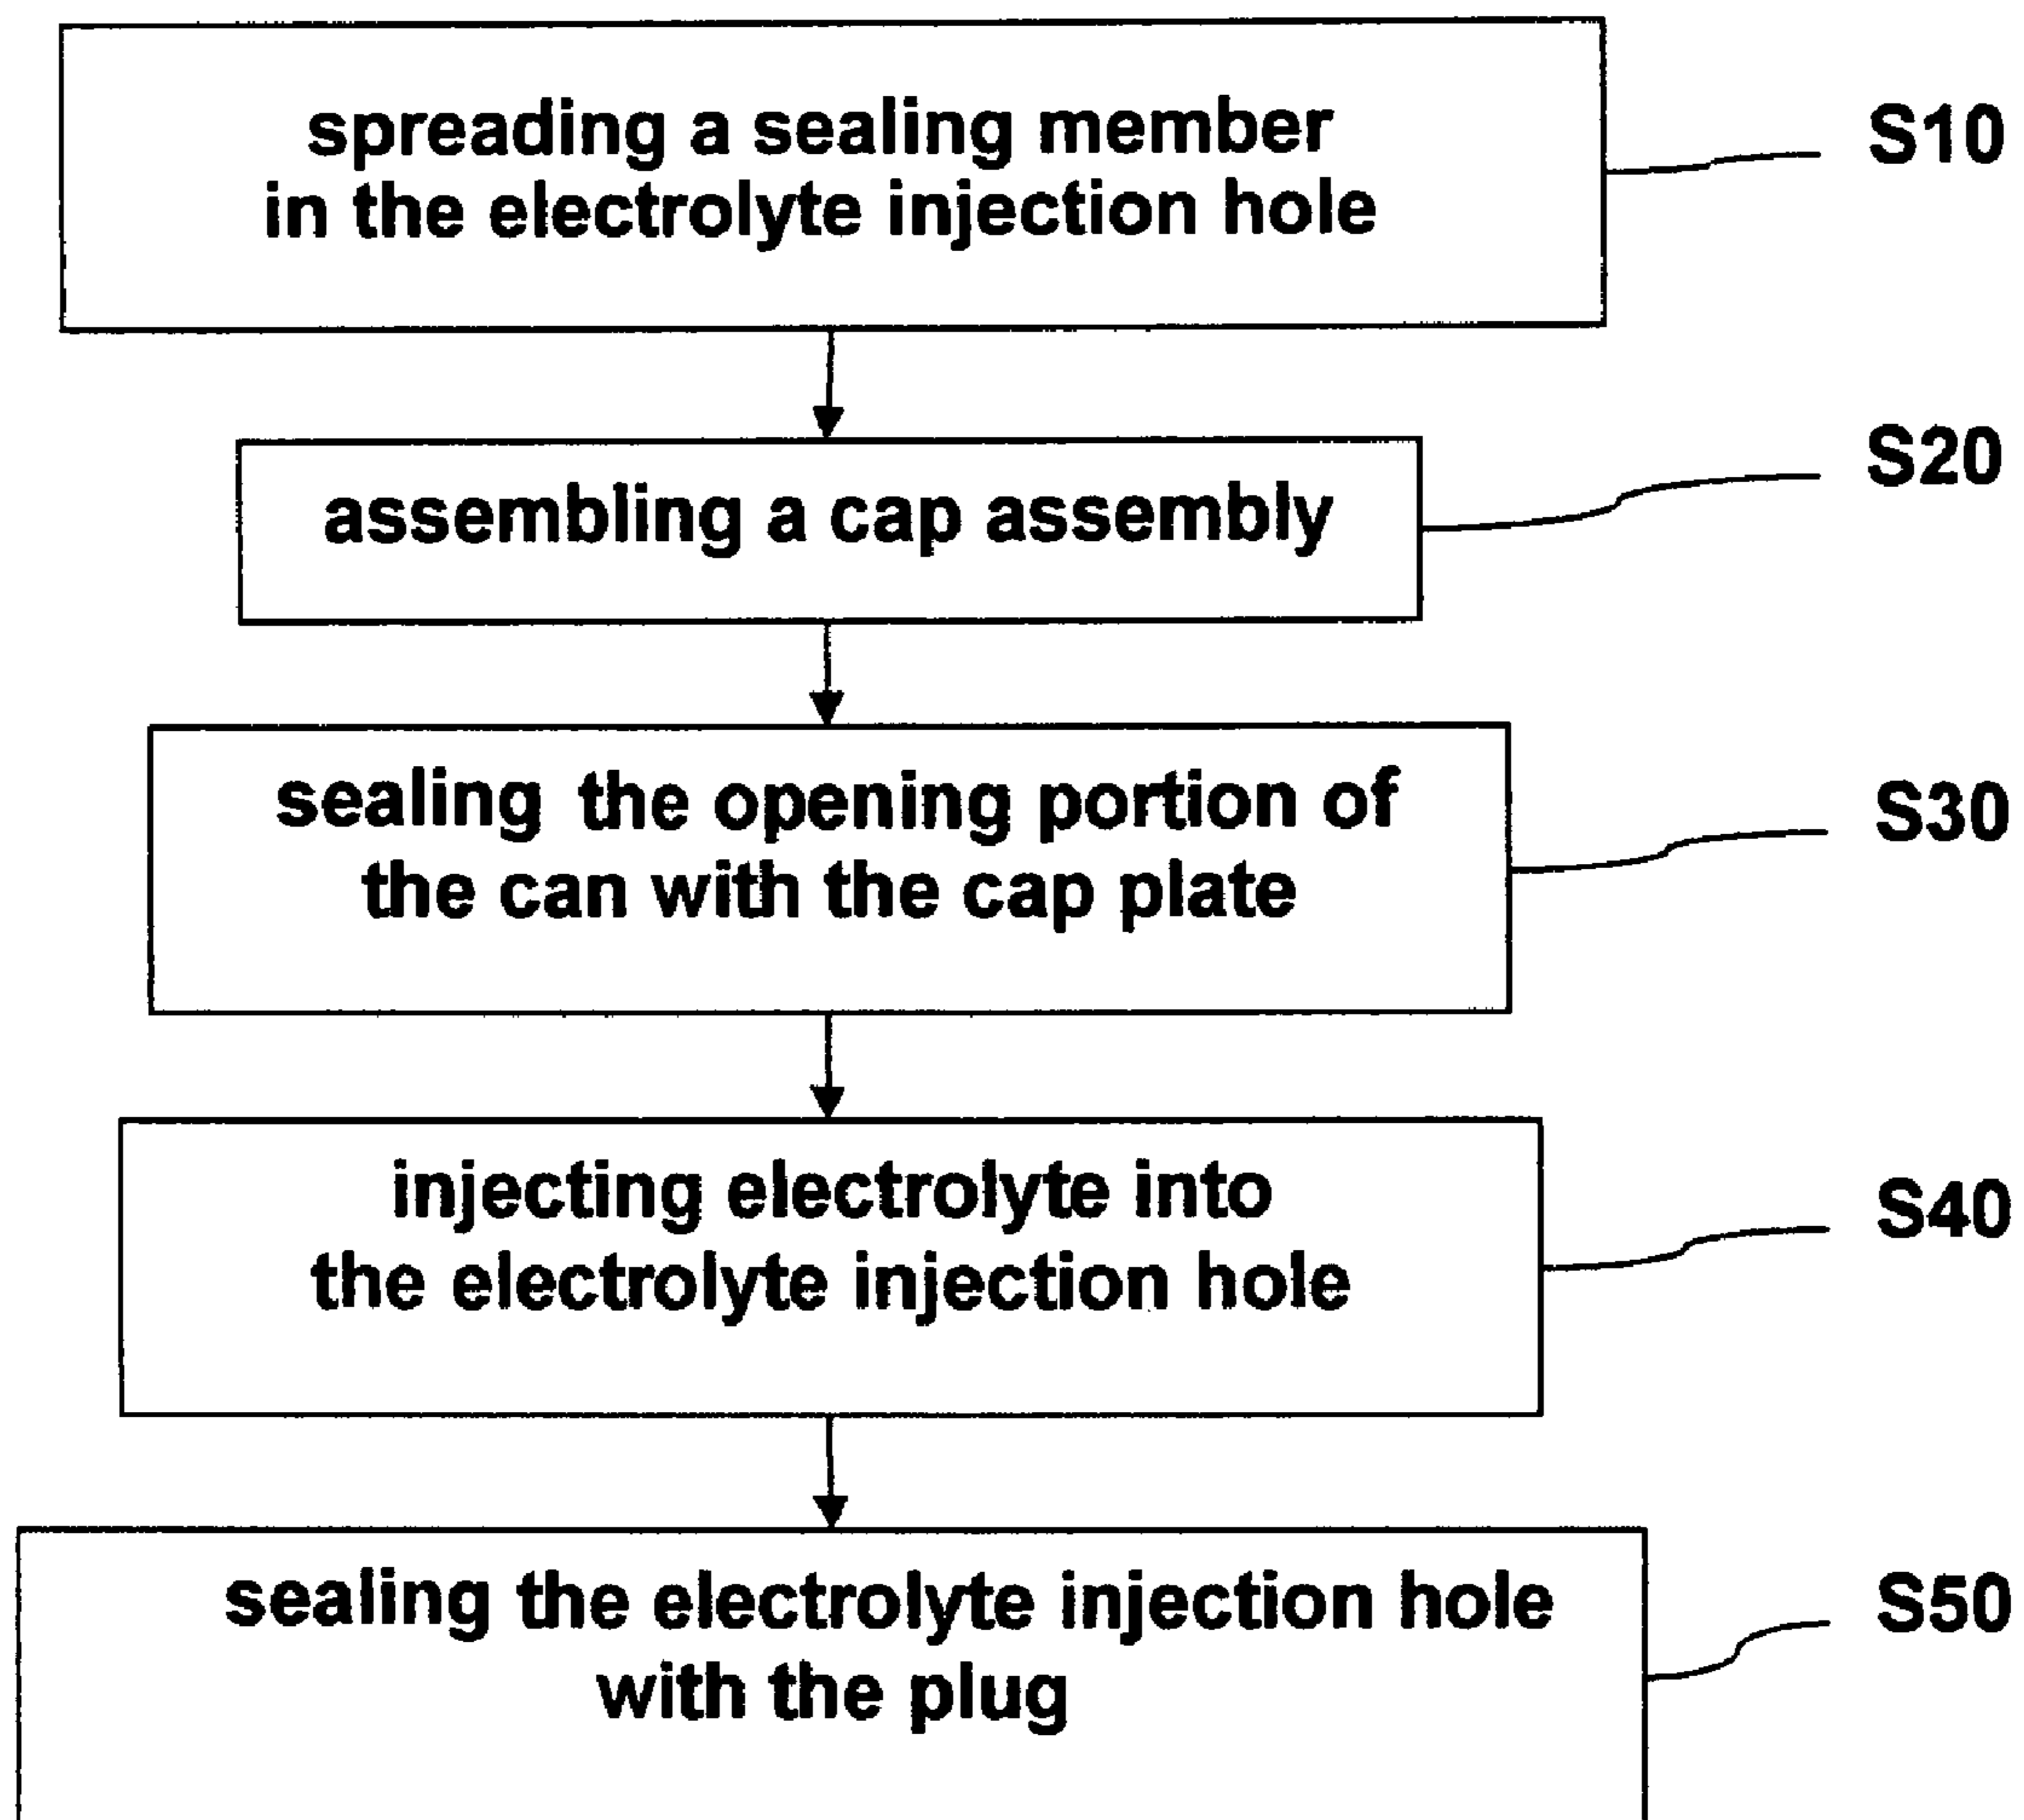 spreading a sealing member
in the electrolyte injection hole
S10
assembling a cap assembly
S20
sealing the opening portion of
the can with the cap plate
S30
injecting electrolyte into
the electrolyte injection hole
S40
sealing the electrolyte injection hole
with the plug
S50